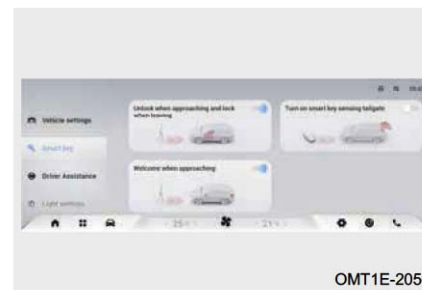 Unlock when approaching and lock
when leaving
Turn on smart key sensing tailgate
Vehicle settings
Smart key
Welcome when approaching
Driver Assistance
Light settings
OMT1E-205